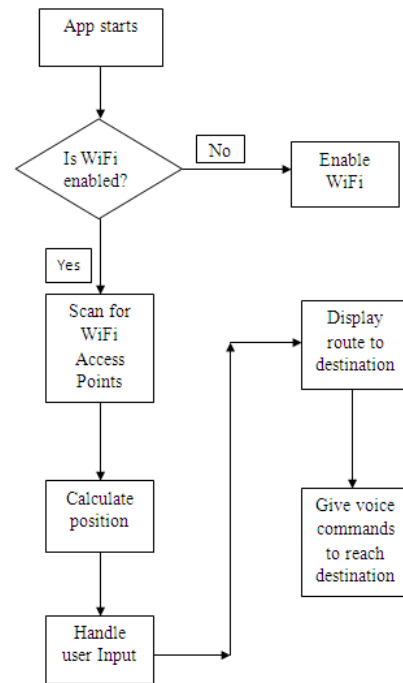 App starts
Is WiFi
enabled?
No
Enable
WiFi
Yes
Scan for
WiFi
Access
Points
Calculate
position
Handle
user Input
Display
route to
destination
Give voice
commands
to reach
destination